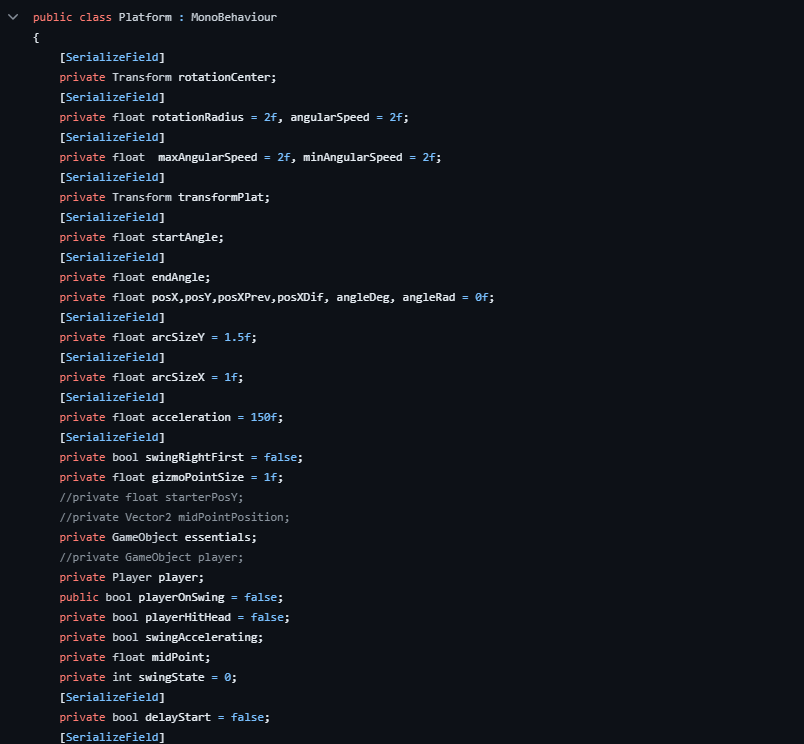 public class Platform : MonoBehaviour
{
[SerializeField]
private Transform rotationCenter;
[SerializeField]
private float rotationRadius = 2f, angularSpeed = 2f;
[SerializeField]
private float  maxAngularSpeed = 2f, minAngularSpeed = 2f;
[SerializeField]
private Transform transformPlat;
[SerializeField]
private float startAngle;
[SerializeField]
private float endAngle;
private float posX,posY,posXPrev,posXDif, angleDeg, angleRad = 0f;
[SerializeField]
private float arcSizeY = 1.5f;
[SerializeField]
private float arcSizeX = 1f;
[SerializeField]
private float acceleration = 150f;
[SerializeField]
private bool swingRightFirst = false;
private float gizmoPointSize = 1f;
//private float starterPosY;
//private Vector2 midPointPosition;
private GameObject essentials;
//private GameObject player;
private Player player;
public bool playerOnSwing = false;
private bool playerHitHead = false;
private bool swingAccelerating;
private float midPoint;
private int swingState = 0;
[SerializeField]
private bool delayStart = false;
[SerializeField]